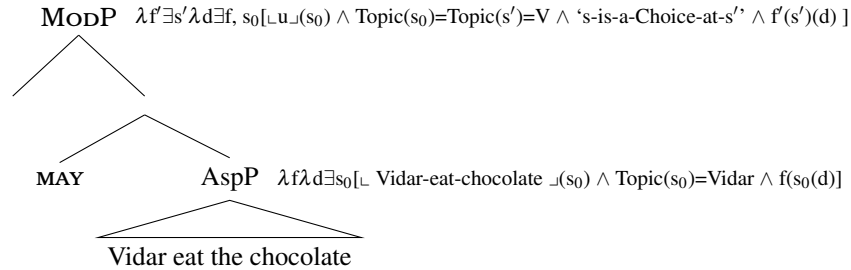 MODP λf′∃s′λd∃f, s₀[⌞u⌟(s₀) ∧ Topic(s₀)=Topic(s′)=V ∧ ‘s-is-a-Choice-at-s′’ ∧ f′(s′)(d) ]
MAY AspP λfλd∃s₀[⌞ Vidar-eat-chocolate ⌟(s₀) ∧ Topic(s₀)=Vidar ∧ f(s₀(d)]
Vidar eat the chocolate